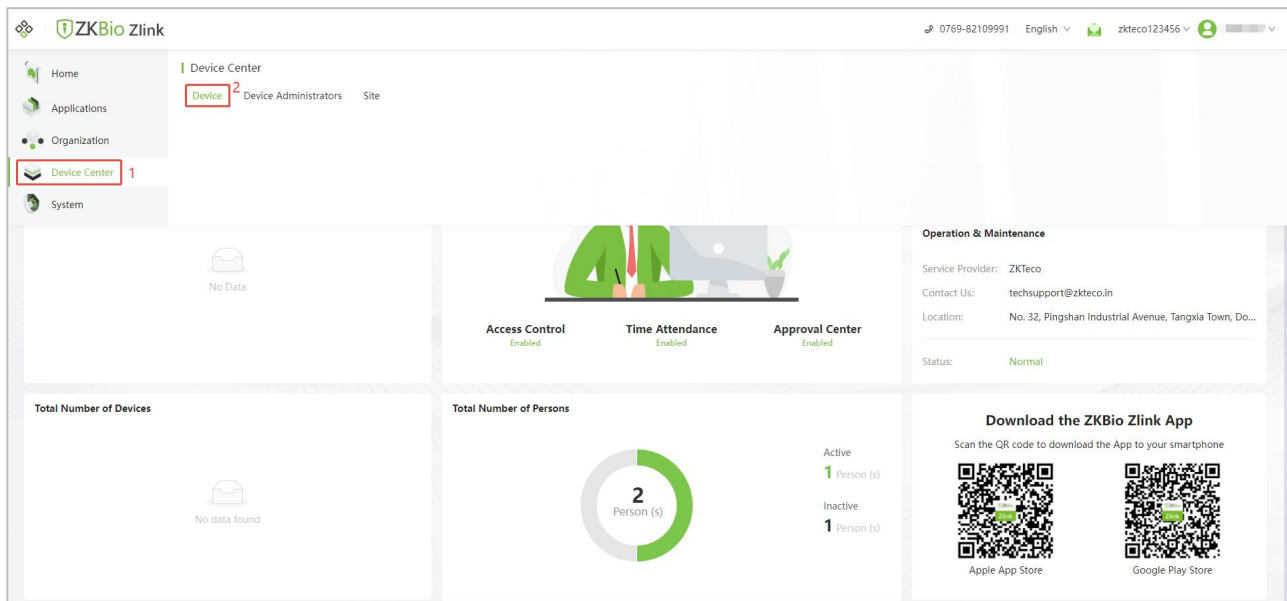 ZKBio Zlink
0769-82109991 English zkteco123456
Home
Applications
Organization
Device Center 1
System
Device Center
Device 2 Device Administrators Site
No Data
Access Control Time Attendance Approval Center
Enabled Enabled Enabled
Operation & Maintenance
Service Provider: ZKTeco
Contact Us: techsupport@zkteco.in
Location: No. 32, Pingshan Industrial Avenue, Tangxia Town, Do...
Status: Normal
Total Number of Devices
No data found
Total Number of Persons
2
Person (s)
Active
1 Person (s)
Inactive
1 Person (s)
Download the ZKBio Zlink App
Scan the QR code to download the App to your smartphone
Zlink Zlink
Apple App Store Google Play Store